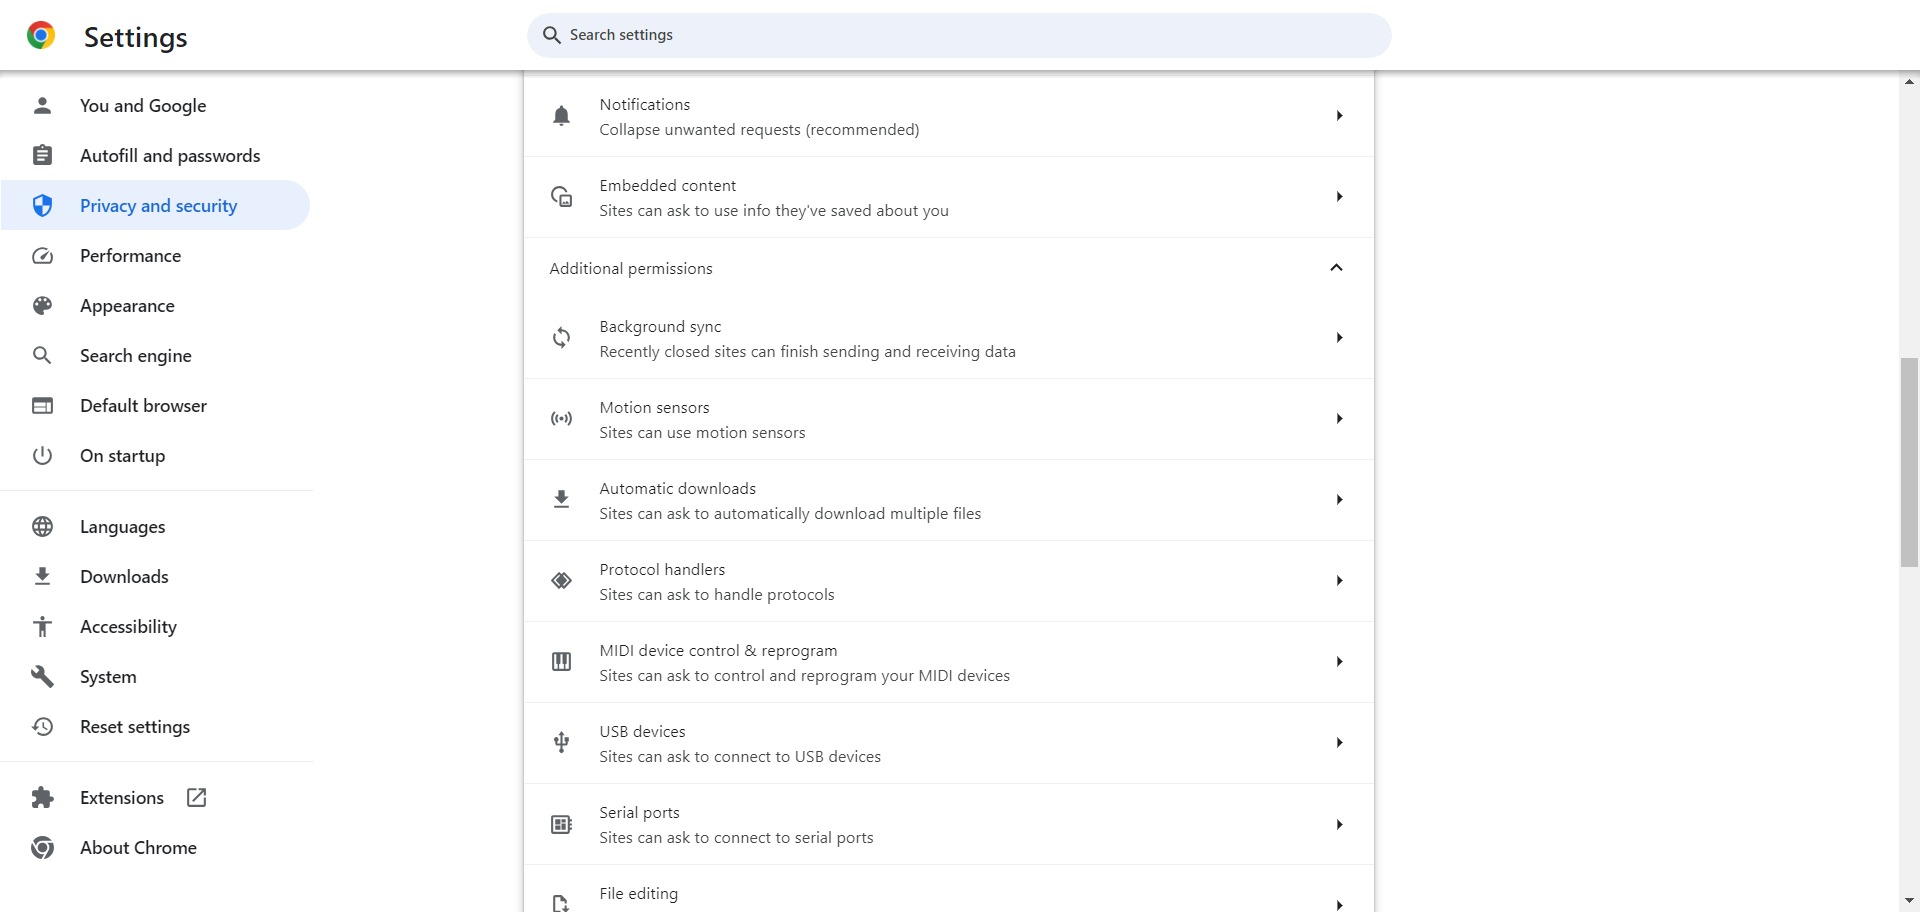 Settings
Search settings
You and Google
Autofill and passwords
Privacy and security
Performance
Appearance
Search engine
Default browser
On startup
Languages
Downloads
Accessibility
System
Reset settings
Extensions
About Chrome
Notifications
Collapse unwanted requests (recommended)
Embedded content
Sites can ask to use info they've saved about you
Additional permissions
Background sync
Recently closed sites can finish sending and receiving data
Motion sensors
Sites can use motion sensors
Automatic downloads
Sites can ask to automatically download multiple files
Protocol handlers
Sites can ask to handle protocols
MIDI device control & reprogram
Sites can ask to control and reprogram your MIDI devices
USB devices
Sites can ask to connect to USB devices
Serial ports
Sites can ask to connect to serial ports
File editing